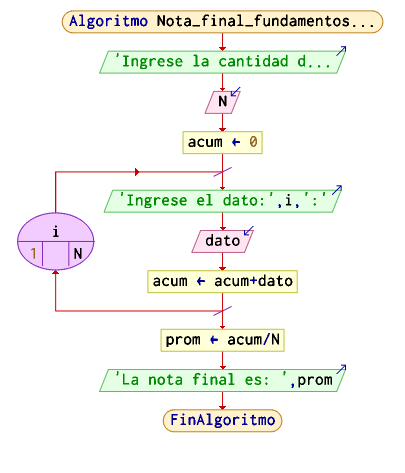 Algoritmo Nota_final_fundamentos...
'Ingrese la cantidad d...
N
acum ← 0
'Ingrese el dato:',i,':'
i
1 N
dato
acum ← acum+dato
prom ← acum/N
'La nota final es: ',prom
FinAlgoritmo